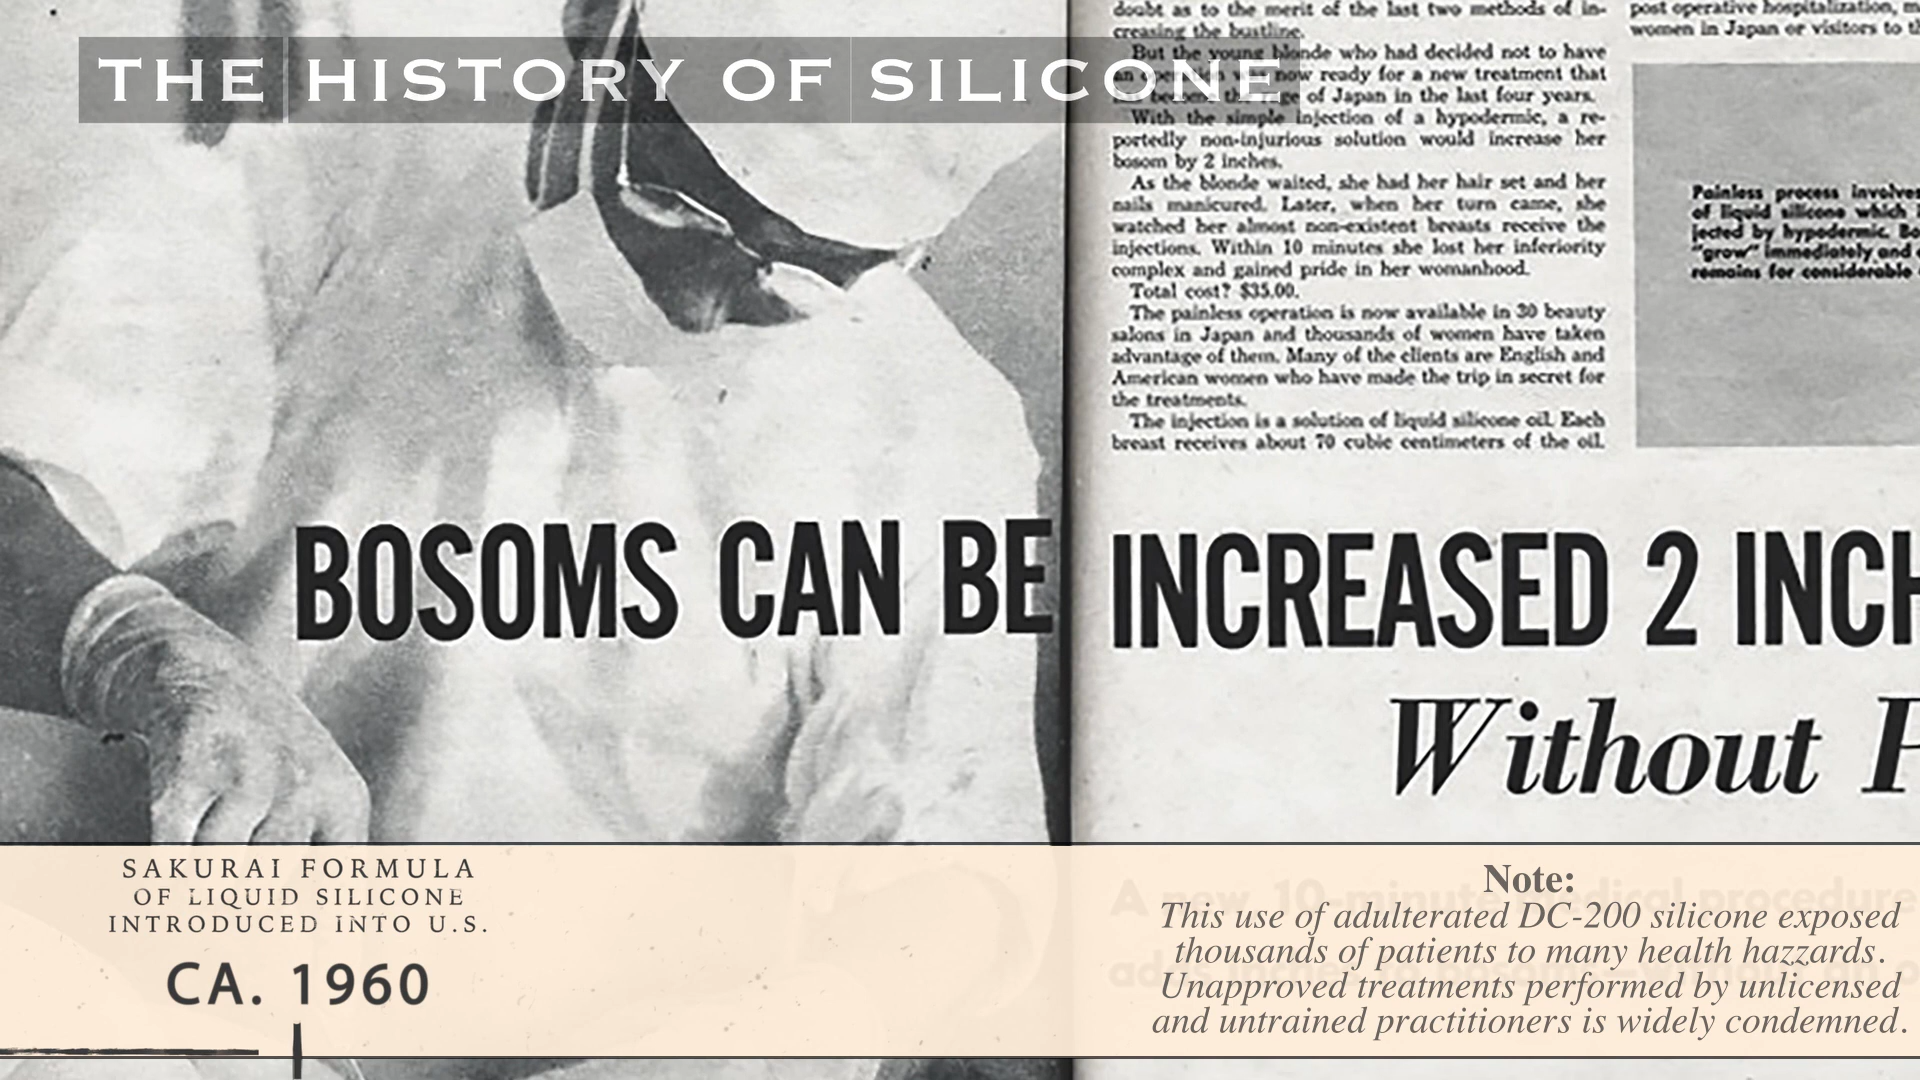 THE HISTORY OF SILICONE
doubt as to the merit of the last two methods of in-
creasing the bustline.
But the young blonde who had decided not to have
an operation was now ready for a new treatment that
has become the rage of Japan in the last four years.
With the simple injection of a hypodermic, a re-
portedly non-injurious solution would increase her
bosom by 2 inches.
As the blonde waited, she had her hair set and her
nails manicured. Later, when her turn came, she
watched her almost non-existent breasts receive the
injections. Within 10 minutes she lost her inferiority
complex and gained pride in her womanhood.
Total cost? $35.00.
The painless operation is now available in 30 beauty
salons in Japan and thousands of women have taken
advantage of them. Many of the clients are English and
American women who have made the trip in secret for
the treatments.
The injection is a solution of liquid silicone oil. Each
breast receives about 70 cubic centimeters of the oil.
post operative hospitalization,
women in Japan or visitors to
Painless process involves
of liquid silicone which
jected by hypodermic.
"grow" immediately and
remains for considerable
BOSOMS CAN BE INCREASED 2 INCH
Without
SAKURAI FORMULA
OF LIQUID SILICONE
INTRODUCED INTO U.S.
CA. 1960
A new 10-minute medical procedure
Note:
This use of adulterated DC-200 silicone exposed
thousands of patients to many health hazzards.
Unapproved treatments performed by unlicensed
and untrained practitioners is widely condemned.